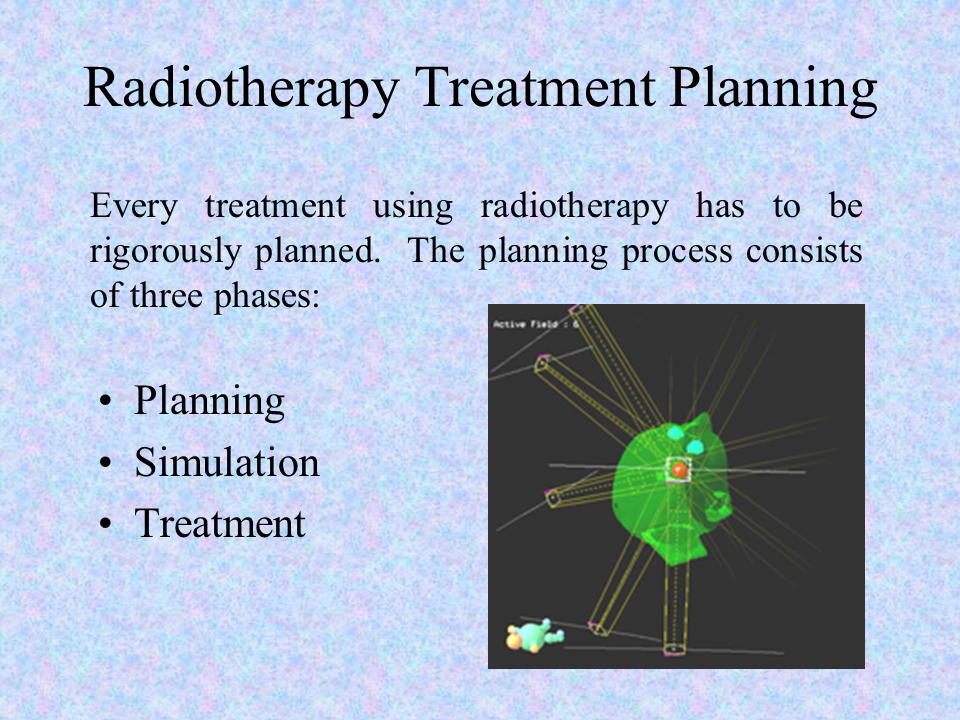 Radiotherapy Treatment Planning
Every treatment using radiotherapy has to be
rigorously planned.  The planning process consists
of three phases:
Active Field : 6
• Planning
• Simulation
• Treatment